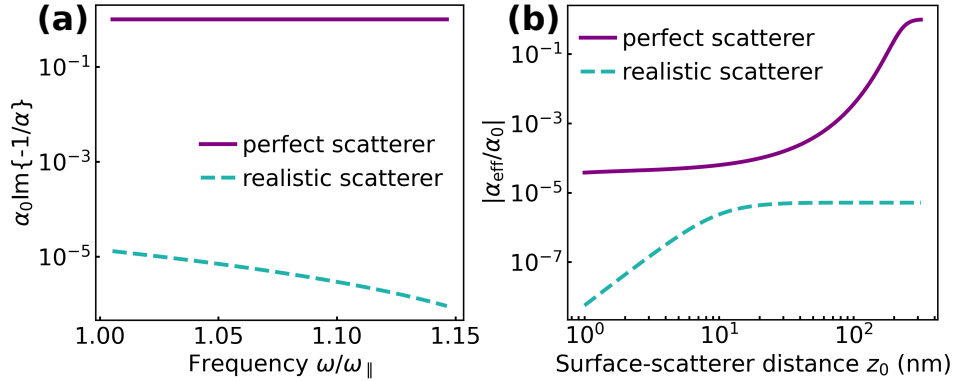 (a)
α₀Im{-1/α}
10⁻¹
10⁻³
10⁻⁵
perfect scatterer
realistic scatterer
1.00 1.05 1.10 1.15
Frequency ω/ω∥
(b)
|α_eff/α₀|
10⁻¹
10⁻³
10⁻⁵
10⁻⁷
perfect scatterer
realistic scatterer
10⁰ 10¹ 10²
Surface-scatterer distance z₀ (nm)